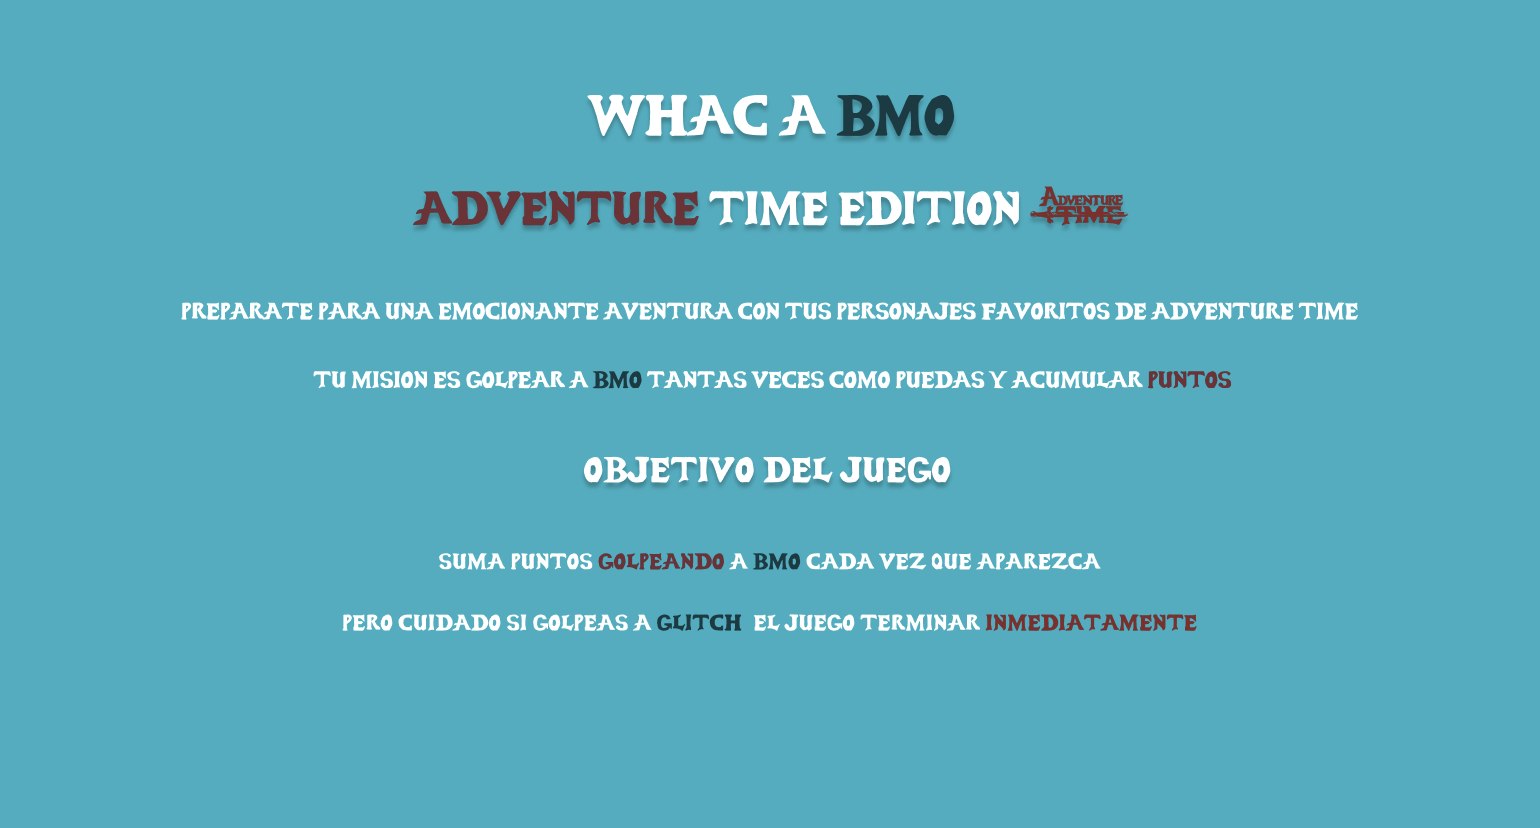 WHAC A BMO
ADVENTURE TIME EDITION ADVENTURE TIME
PREPARATE PARA UNA EMOCIONANTE AVENTURA CON TUS PERSONAJES FAVORITOS DE ADVENTURE TIME
TU MISION ES GOLPEAR A BMO TANTAS VECES COMO PUEDAS Y ACUMULAR PUNTOS
OBJETIVO DEL JUEGO
SUMA PUNTOS GOLPEANDO A BMO CADA VEZ QUE APAREZCA
PERO CUIDADO SI GOLPEAS A GLITCH EL JUEGO TERMINAR INMEDIATAMENTE